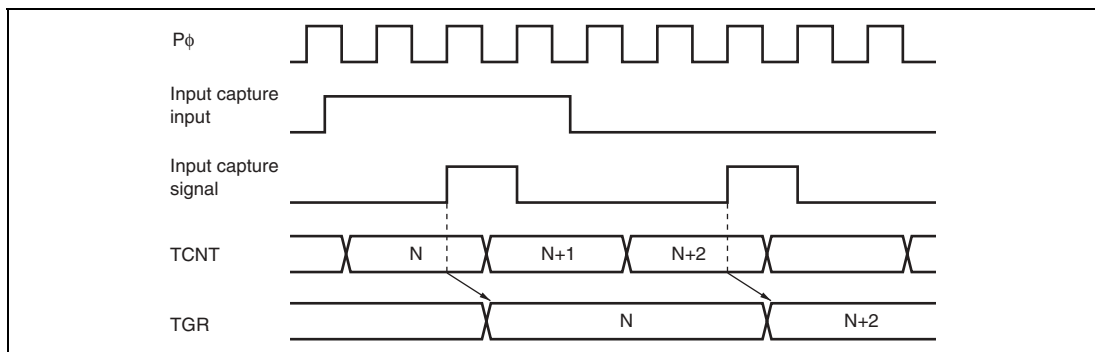 Pφ
Input capture
input
Input capture
signal
TCNT
N
N+1
N+2
TGR
N
N+2